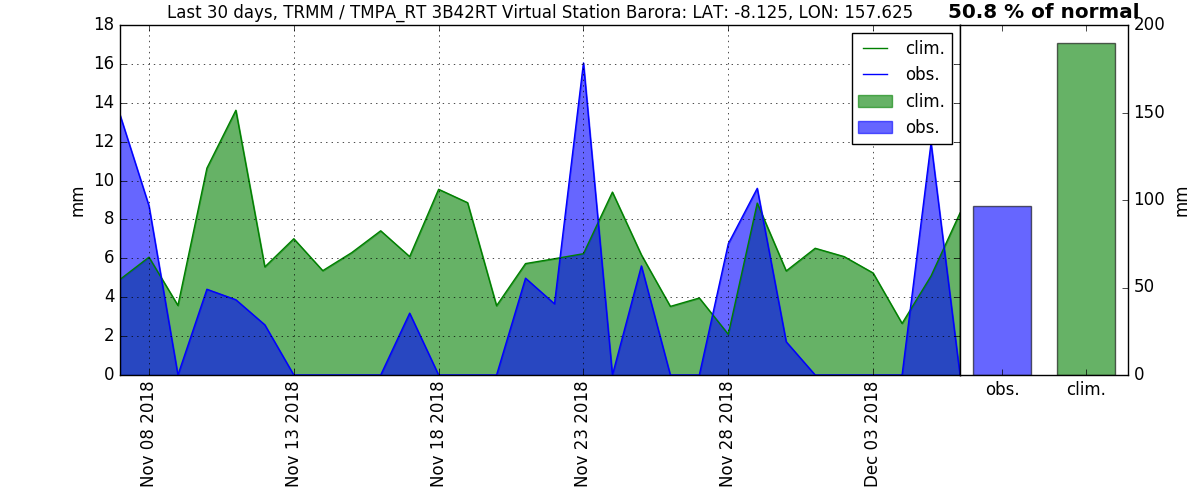 Last 30 days, TRMM / TMPA_RT 3B42RT Virtual Station Barora: LAT: -8.125, LON: 157.625
50.8 % of normal
18
16
14
12
10
8
6
4
2
0
mm
clim.
obs.
clim.
obs.
Nov 08 2018
Nov 13 2018
Nov 18 2018
Nov 23 2018
Nov 28 2018
Dec 03 2018
200
150
100
50
0
mm
obs.
clim.